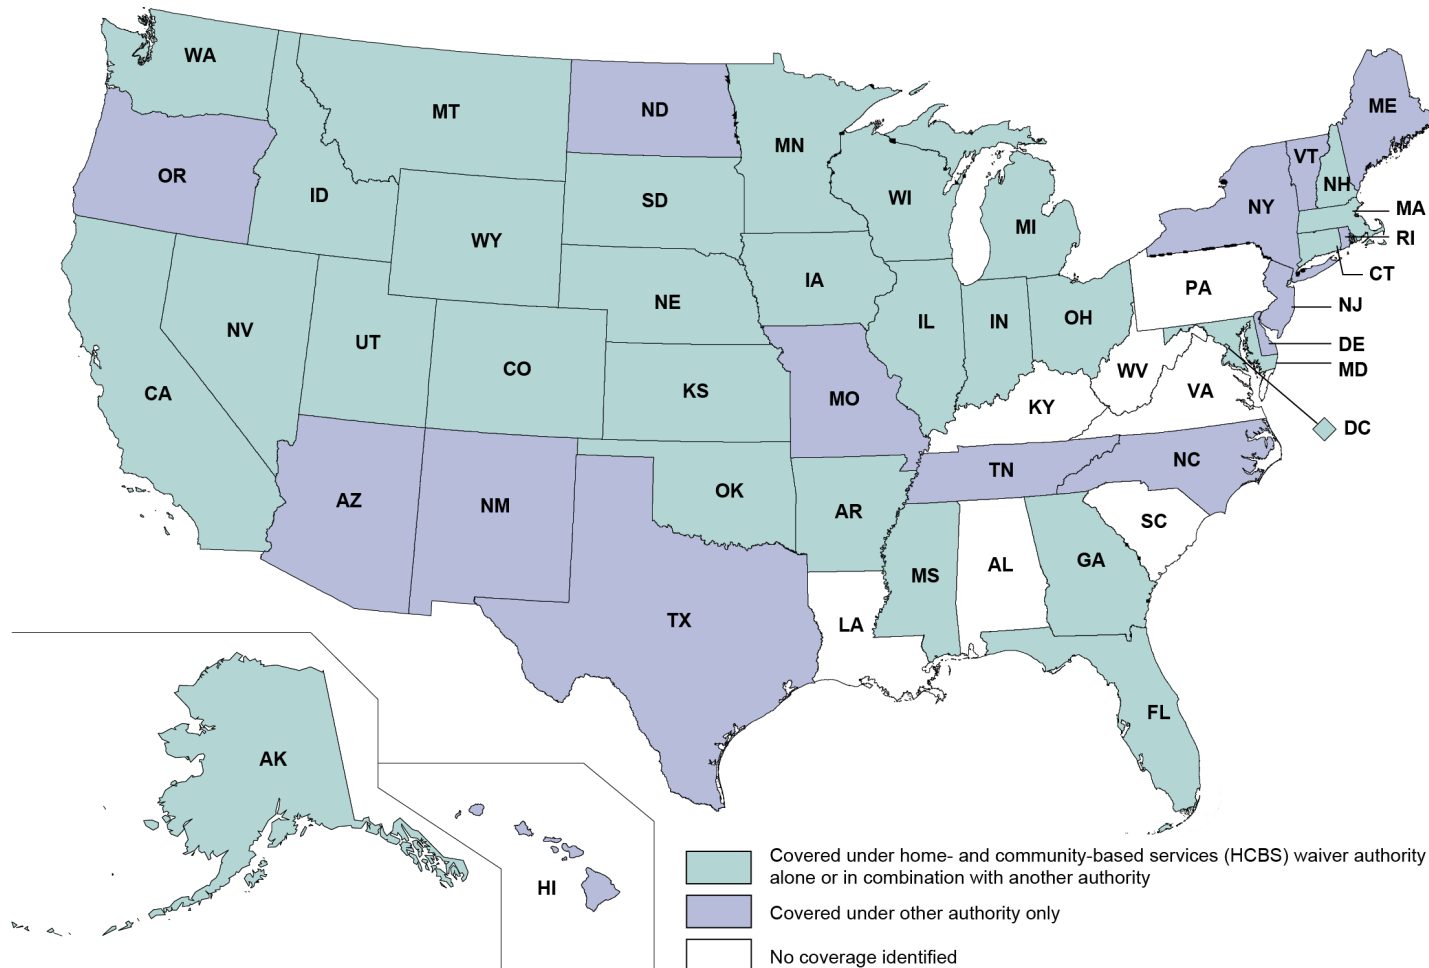 WA
MT
ND
MN
ME
OR
ID
SD
WI
MI
VT
NH
NY
MA
RI
CT
WY
IA
PA
NJ
NV
UT
NE
IL
IN
OH
DE
MD
CA
CO
KS
MO
KY
WV
VA
DC
AZ
NM
OK
AR
TN
NC
SC
MS
AL
GA
TX
LA
FL
AK
HI
Covered under home- and community-based services (HCBS) waiver authority
alone or in combination with another authority
Covered under other authority only
No coverage identified